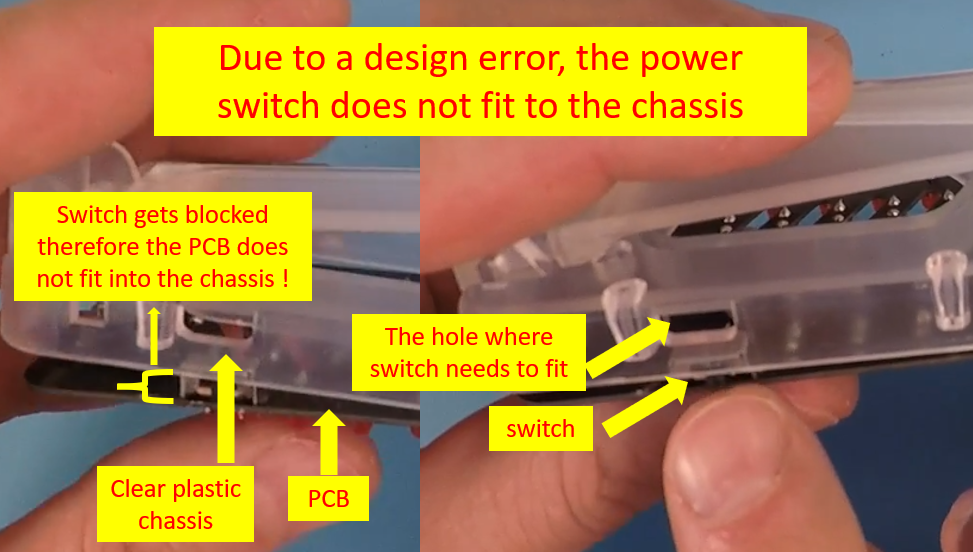 Due to a design error, the power
switch does not fit to the chassis
Switch gets blocked
therefore the PCB does
not fit into the chassis !
The hole where
switch needs to fit
switch
Clear plastic
chassis
PCB